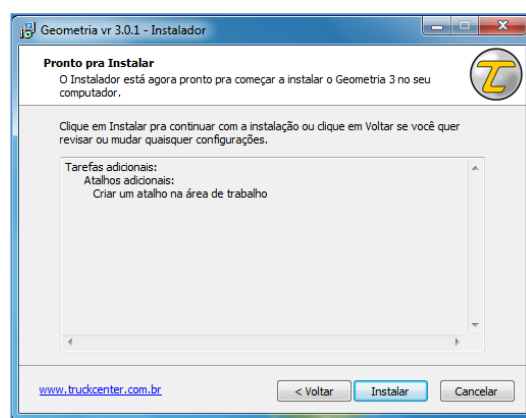 Geometria vr 3.0.1 - Instalador
Pronto pra Instalar
O Instalador está agora pronto pra começar a instalar o Geometria 3 no seu
computador.
Clique em Instalar pra continuar com a instalação ou clique em Voltar se você quer
revisar ou mudar quaisquer configurações.
Tarefas adicionais:
Atalhos adicionais:
Criar um atalho na área de trabalho
www.truckcenter.com.br
< Voltar
Instalar
Cancelar